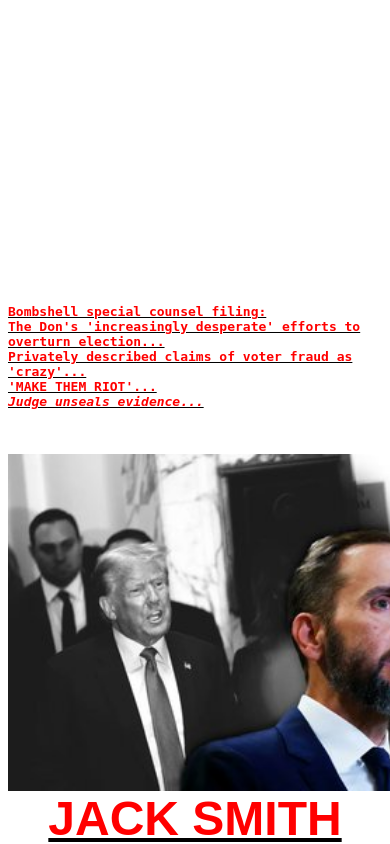 Bombshell special counsel filing:
The Don's 'increasingly desperate' efforts to
overturn election...
Privately described claims of voter fraud as
'crazy'...
'MAKE THEM RIOT'...
Judge unseals evidence...
JACK SMITH